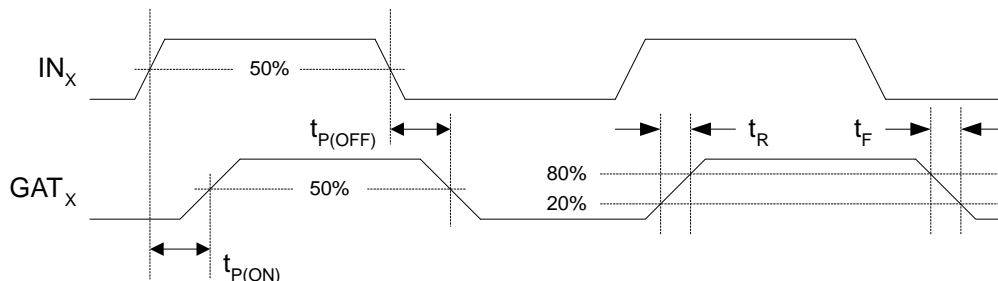 IN_X
50%
t_P(OFF)
t_R
t_F
GAT_X
50%
80%
20%
t_P(ON)